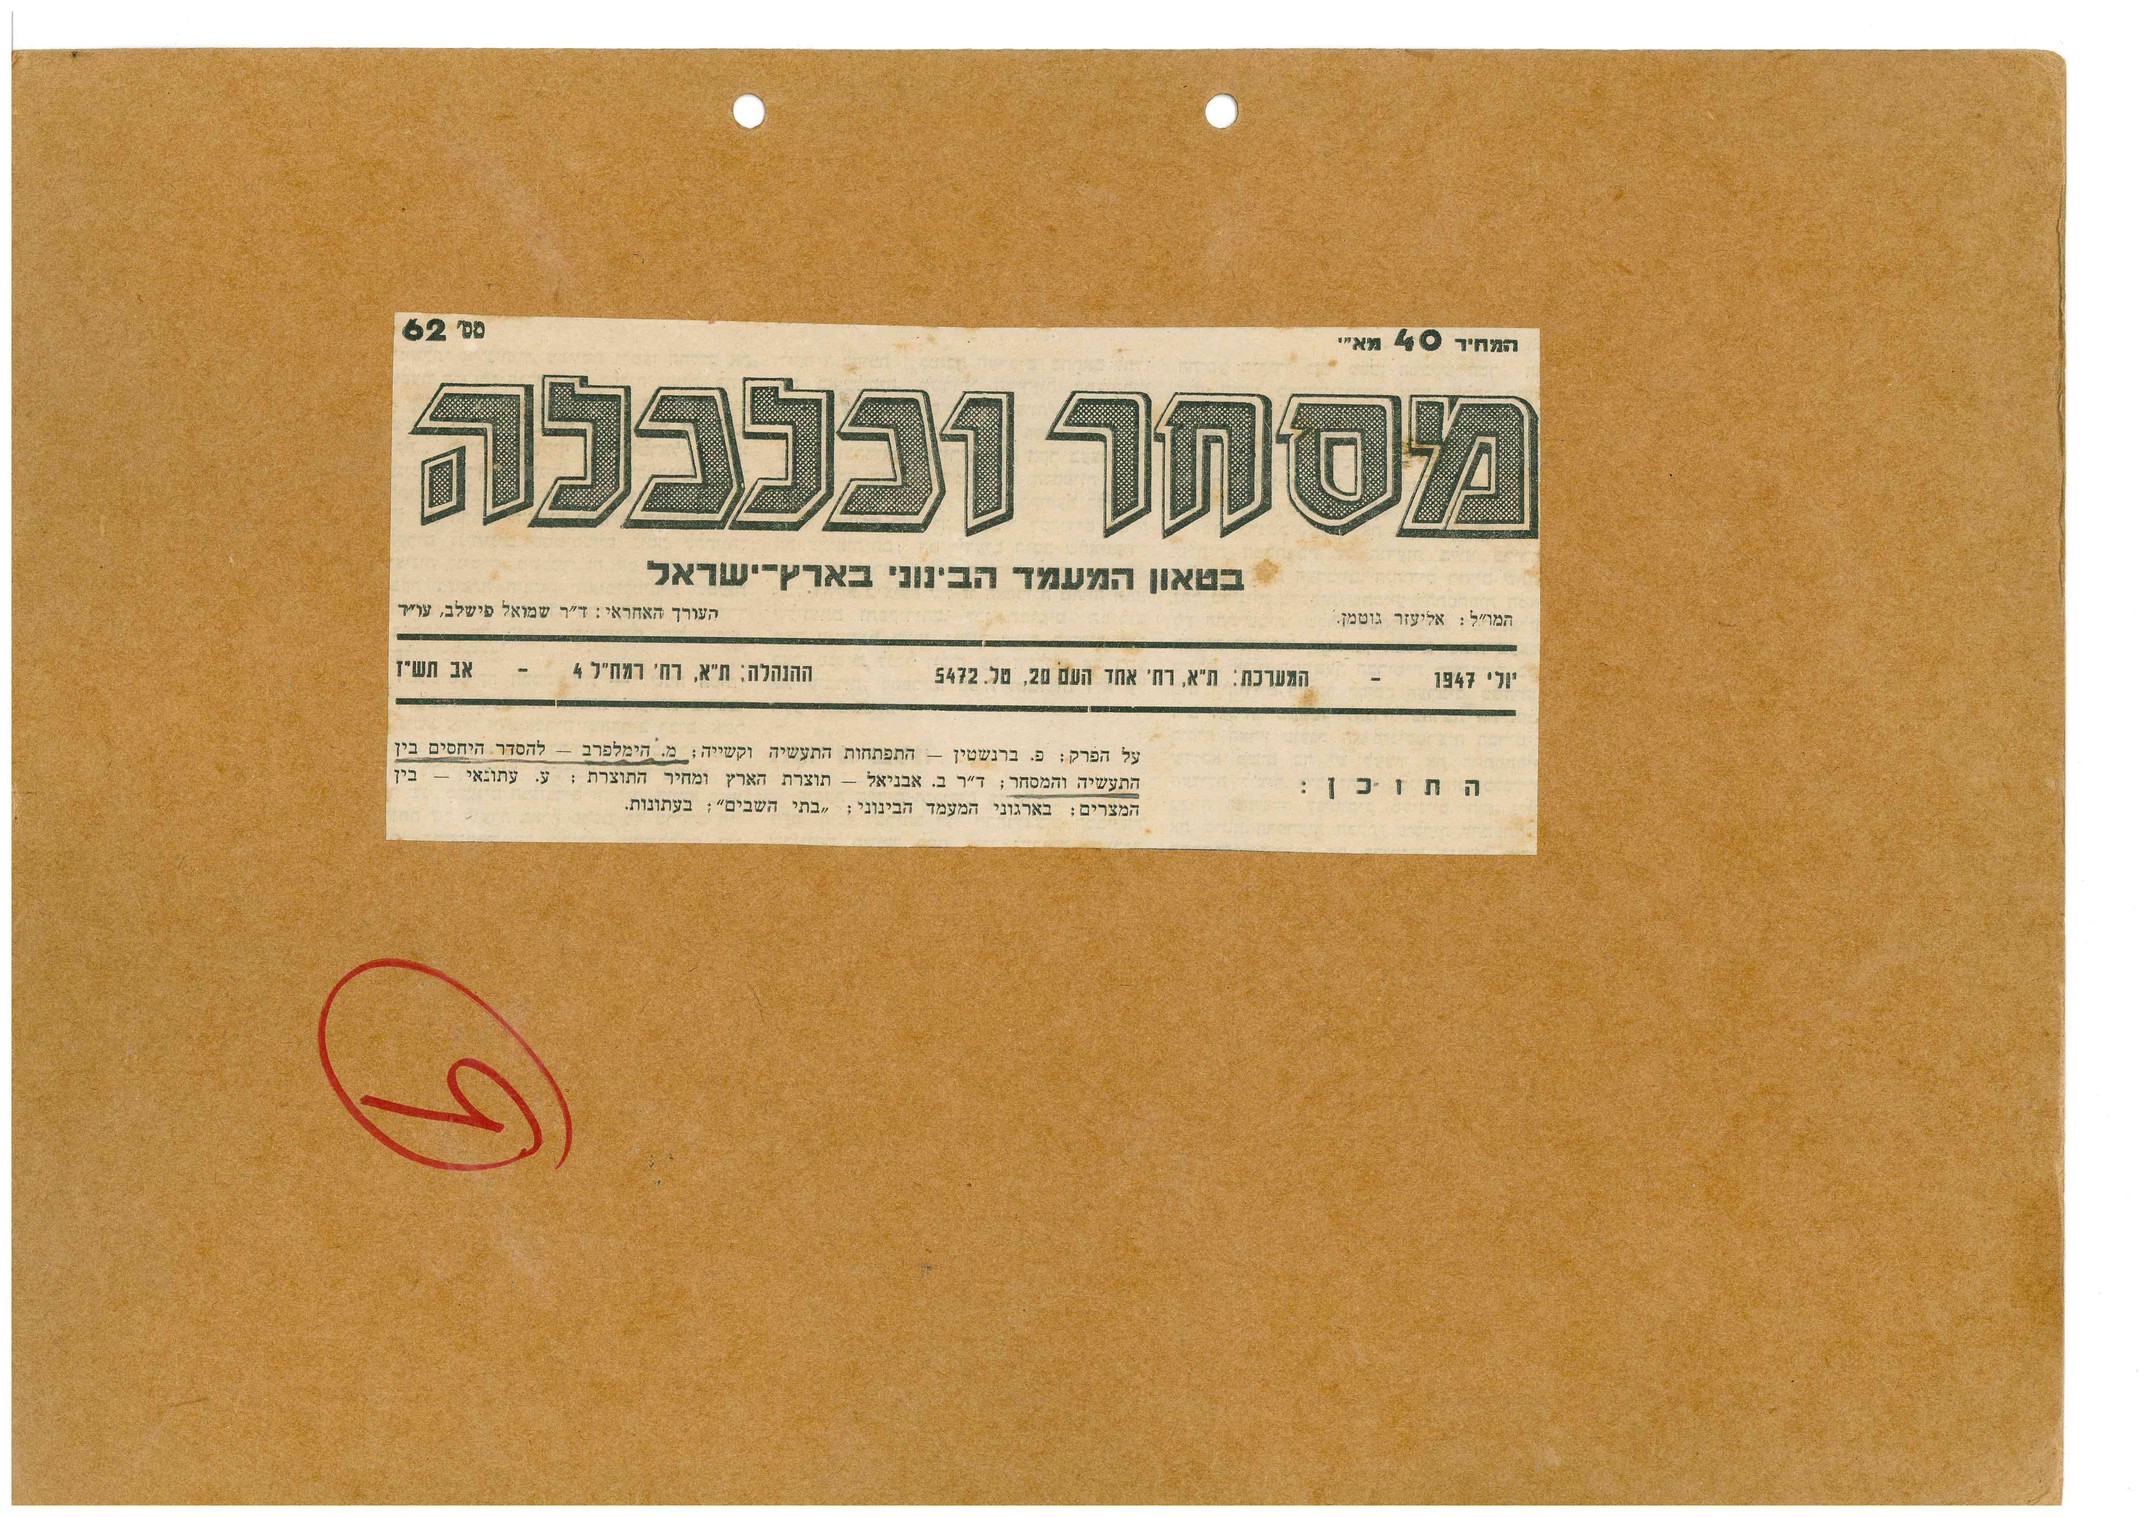 המחיר 40 מא"י
מס' 62
מסחר וכלכלה
בטאון המעמד הבינוני בארץ־ישראל
המו"ל: אליעזר גוטמן.
העורך האחראי: ד"ר שמואל פישלב, עו"ד
יולי 1947 - המערכת: ת"א, רח' אחד העם 20, טל. 5472 ההנהלה: ת"א, רח' רמח"ל 4 - אב תש"ז
התוכן:
על הפרק; פ. ברנשטין — התפתחות התעשיה וקשייה; מ. הימלפרב — להסדר היחסים בין
התעשיה והמסחר; ד"ר ב. אבניאל — תוצרת הארץ ומחיר התוצרת; ע. עתונאי — בין
המצרים; בארגוני המעמד הבינוני; „בתי השבים"; בעתונות.